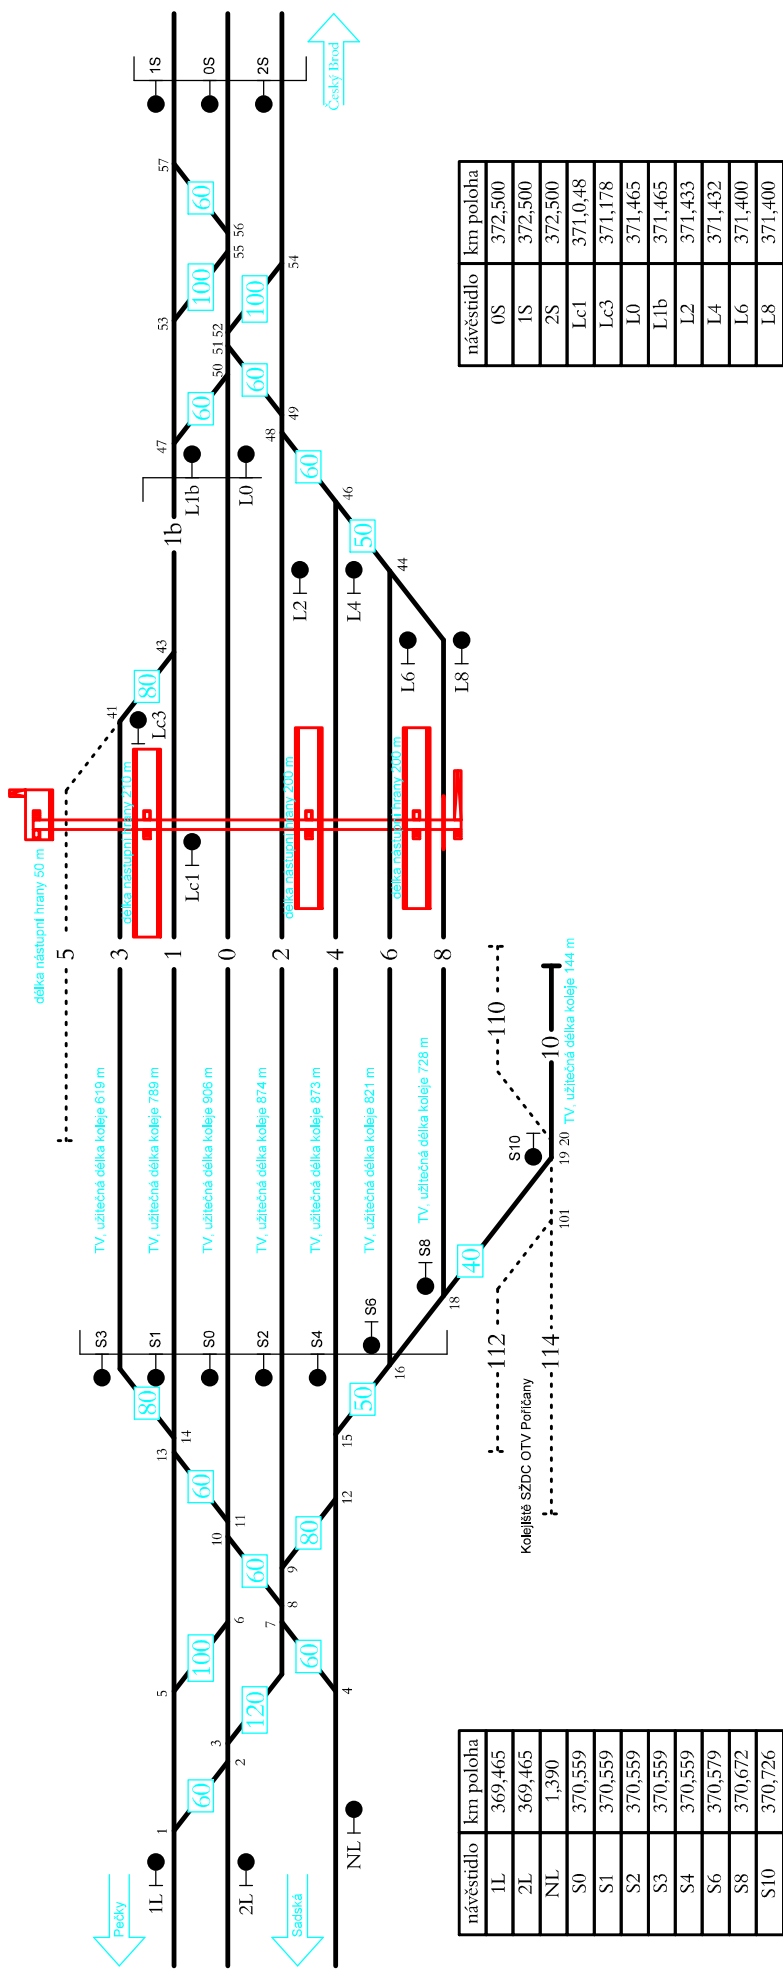 Český Brod
1S
0S
2S
57
60
56
55
53
100
100
54
52
51
50
60
60
49
47
48
L1b
L0
1b
60
46
50
44
L2
L4
L6
L8
43
80
41
Lc3
Lc1
délka nástupní hrany 50 m
délka nástupní hrany 210 m
délka nástupní hrany 200 m
délka nástupní hrany 200 m
5
3
1
0
2
4
6
8
110
10
TV, užitečná délka koleje 144 m
TV, užitečná délka koleje 619 m
TV, užitečná délka koleje 789 m
TV, užitečná délka koleje 906 m
TV, užitečná délka koleje 874 m
TV, užitečná délka koleje 873 m
TV, užitečná délka koleje 821 m
TV, užitečná délka koleje 728 m
S10
19
20
101
40
18
S3
S1
S0
S2
S4
S6
S8
16
112
114
Kolejiště SŽDC OTV Poříčany
80
50
14
13
15
60
12
80
11
10
60
9
8
7
6
100
60
5
4
120
3
2
60
1
1L
2L
NL
Pečky
Sadská
návěstidlo km poloha
0S 372,500
1S 372,500
2S 372,500
Lc1 371,0,48
Lc3 371,178
L0 371,465
L1b 371,465
L2 371,433
L4 371,432
L6 371,400
L8 371,400
návěstidlo km poloha
1L 369,465
2L 369,465
NL 1,390
S0 370,559
S1 370,559
S2 370,559
S3 370,559
S4 370,559
S6 370,579
S8 370,672
S10 370,726